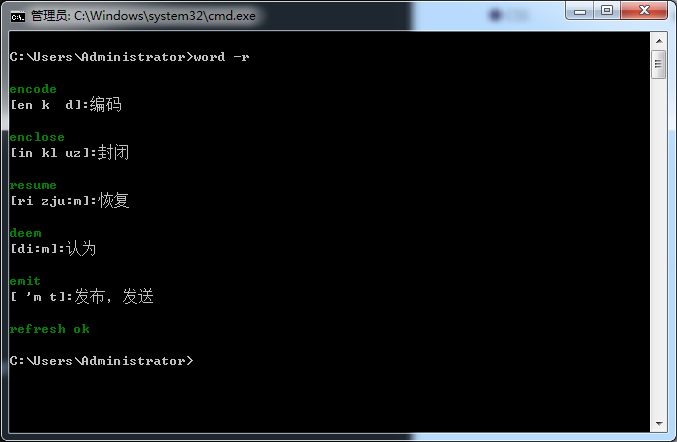 管理员: C:\Windows\system32\cmd.exe
C:\Users\Administrator>word -r
encode
[en k  d]:编码
enclose
[in kl uz]:封闭
resume
[ri zju:m]:恢复
deem
[di:m]:认为
emit
[ 'm t]:发布, 发送
refresh ok
C:\Users\Administrator>